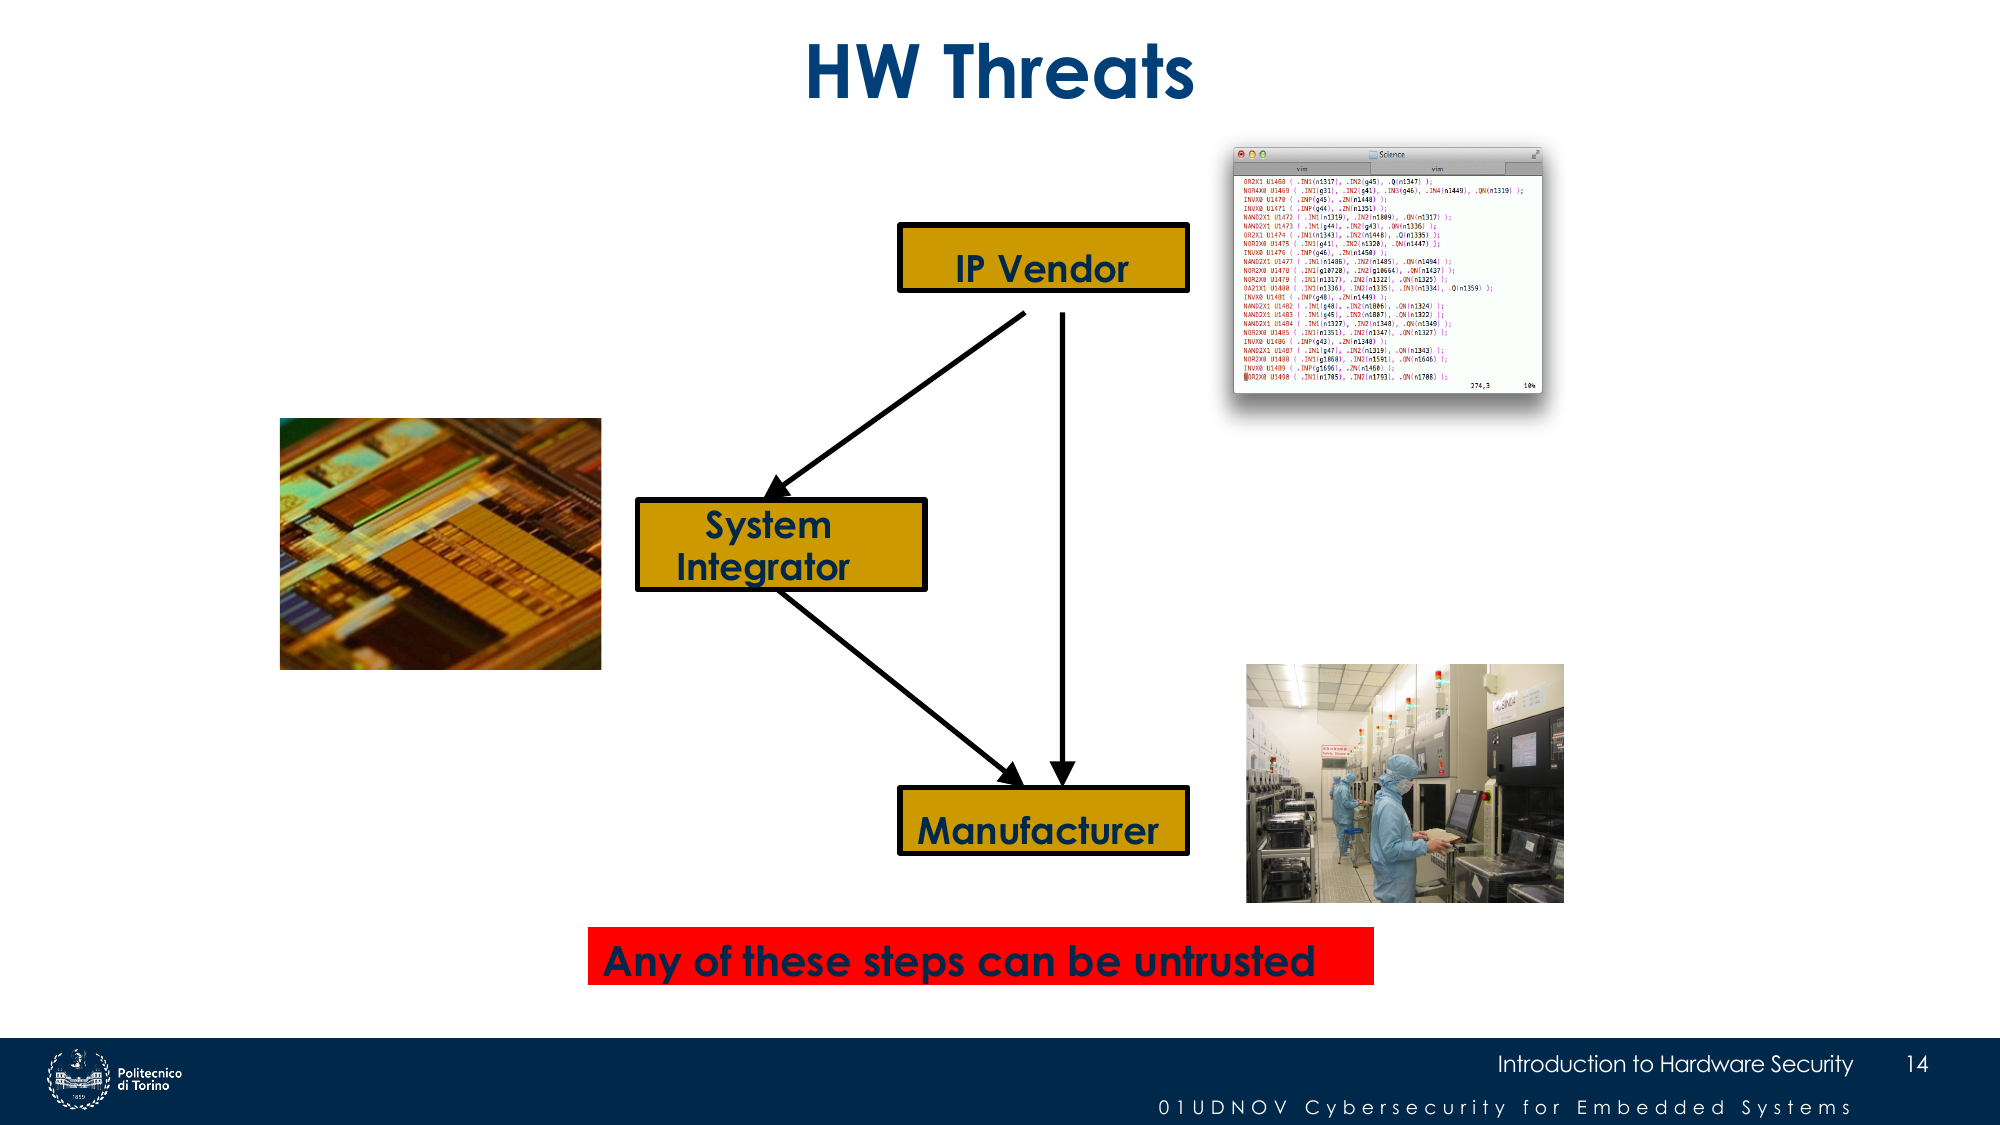 HW Threats
Science
vim
vim
OR2X1 U1468 ( .IN1(n1317), .IN2(g45), .Q(n1347) );
NOR4X0 U1469 ( .IN1(g31), .IN2(g41), .IN3(g46), .IN4(n1449), .QN(n1319) );
INVX0 U1470 ( .INP(g45), .ZN(n1448) );
INVX0 U1471 ( .INP(g44), .ZN(n1351) );
NAND2X1 U1472 ( .IN1(n1319), .IN2(n1809), .QN(n1317) );
NAND2X1 U1473 ( .IN1(g44), .IN2(g43), .QN(n1336) );
OR2X1 U1474 ( .IN1(n1343), .IN2(n1448), .Q(n1335) );
NOR2X0 U1475 ( .IN1(g41), .IN2(n1320), .QN(n1447) );
INVX0 U1476 ( .INP(g46), .ZN(n1450) );
NAND2X1 U1477 ( .IN1(n1486), .IN2(n1485), .QN(n1494) );
NOR2X0 U1478 ( .IN1(g10720), .IN2(g10664), .QN(n1437) );
NOR2X0 U1479 ( .IN1(n1317), .IN2(n1322), .QN(n1325) );
OA21X1 U1480 ( .IN1(n1336), .IN2(n1335), .IN3(n1334), .Q(n1359) );
INVX0 U1481 ( .INP(g48), .ZN(n1449) );
NAND2X1 U1482 ( .IN1(g48), .IN2(n1806), .QN(n1324) );
NAND2X1 U1483 ( .IN1(g45), .IN2(n1807), .QN(n1322) );
NAND2X1 U1484 ( .IN1(n1327), .IN2(n1348), .QN(n1349) );
NOR2X0 U1485 ( .IN1(n1351), .IN2(n1347), .QN(n1327) );
INVX0 U1486 ( .INP(g43), .ZN(n1348) );
NAND2X1 U1487 ( .IN1(g47), .IN2(n1319), .QN(n1343) );
NOR2X0 U1488 ( .IN1(g1868), .IN2(n1591), .QN(n1646) );
INVX0 U1489 ( .INP(g1696), .ZN(n1460) );
OR2X0 U1490 ( .IN1(n1705), .IN2(n1793), .QN(n1708) );
274,3 10%
IP Vendor
System
Integrator
Manufacturer
Any of these steps can be untrusted
Politecnico
di Torino
1859
Introduction to Hardware Security 14
01UDNOV Cybersecurity for Embedded Systems